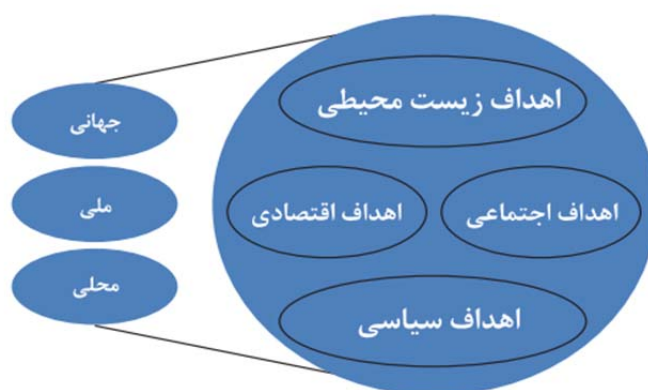 اهداف زیست محیطی
اهداف اجتماعی
اهداف اقتصادی
اهداف سیاسی
جهانی
ملی
محلی